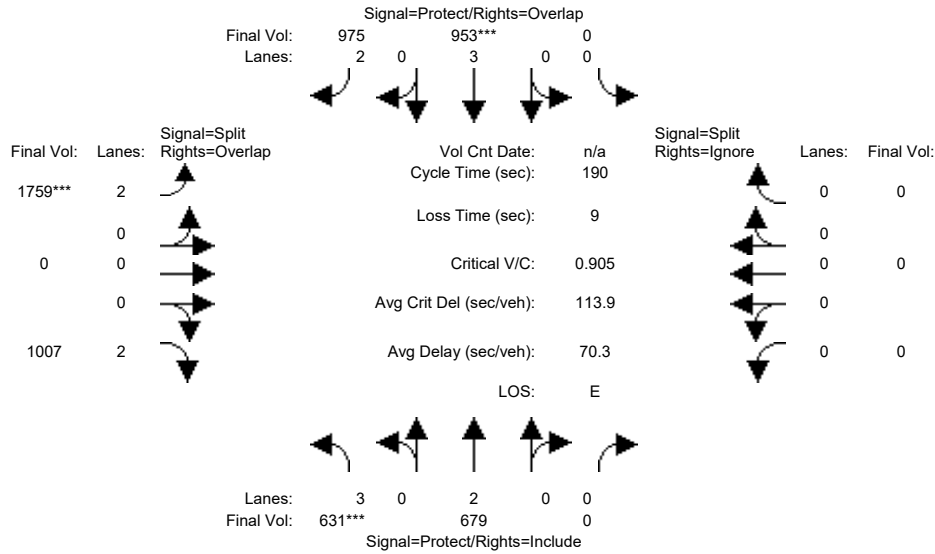 Signal=Protect/Rights=Overlap
Final Vol: 975 953*** 0
Lanes: 2 0 3 0 0
Signal=Split Signal=Split
Final Vol: Lanes: Rights=Overlap Vol Cnt Date: n/a Rights=Ignore Lanes: Final Vol:
Cycle Time (sec): 190
1759*** 2 0 0
Loss Time (sec): 9
0 0
0 0 Critical V/C: 0.905 0 0
0 Avg Crit Del (sec/veh): 113.9 0
1007 2 Avg Delay (sec/veh): 70.3 0 0
LOS: E
Lanes: 3 0 2 0 0
Final Vol: 631*** 679 0
Signal=Protect/Rights=Include